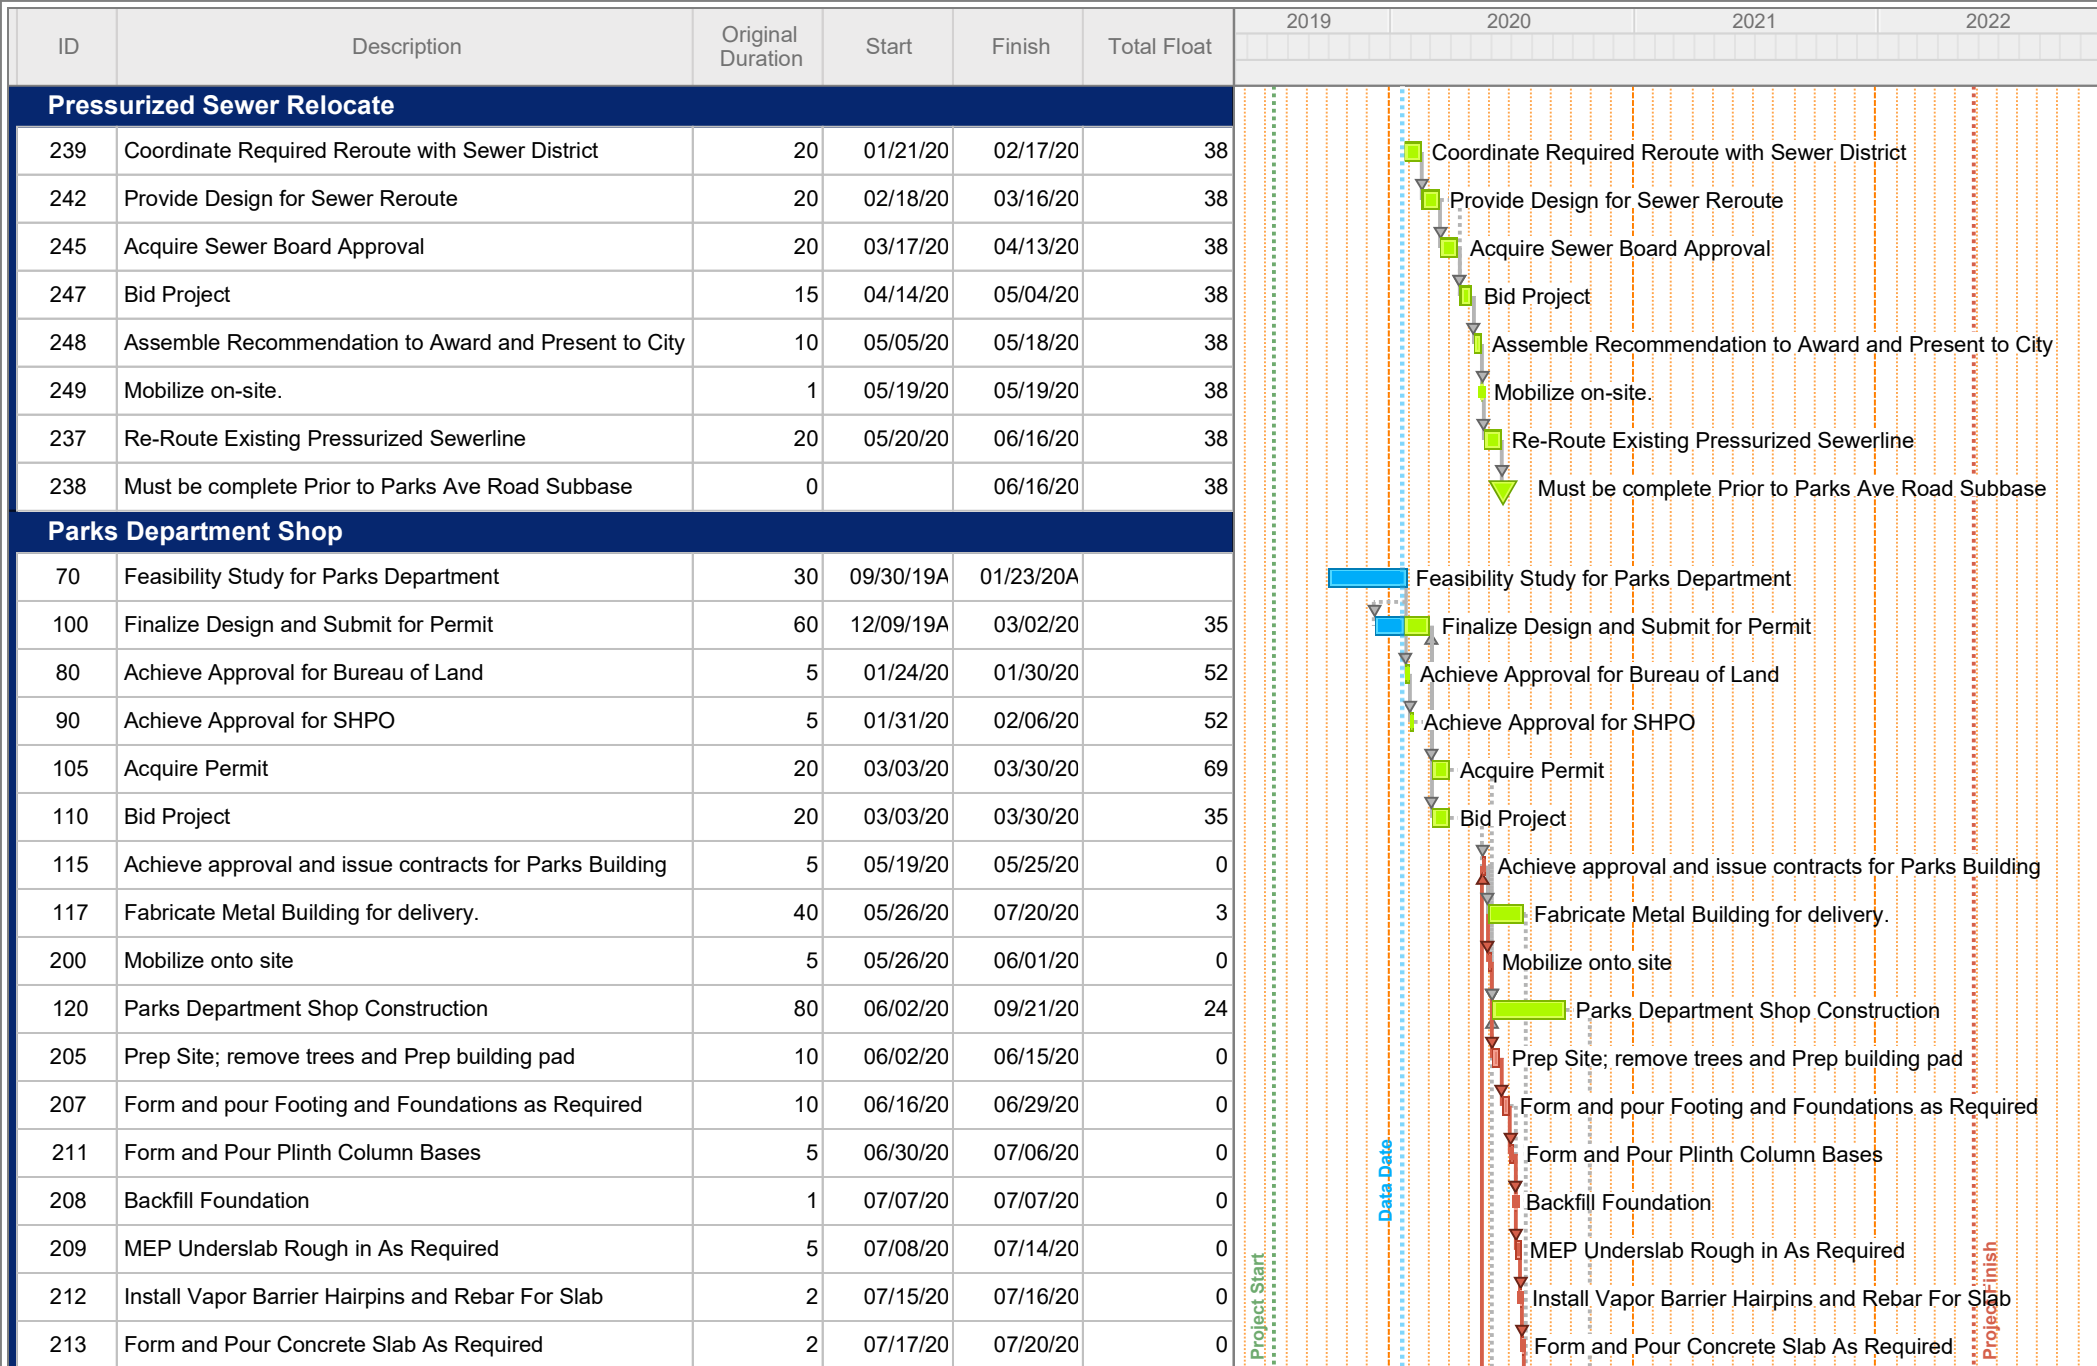 ID Description Original Duration Start Finish Total Float 2019 2020 2021 2022
Pressurized Sewer Relocate
239 Coordinate Required Reroute with Sewer District 20 01/21/20 02/17/20 38 Coordinate Required Reroute with Sewer District
242 Provide Design for Sewer Reroute 20 02/18/20 03/16/20 38 Provide Design for Sewer Reroute
245 Acquire Sewer Board Approval 20 03/17/20 04/13/20 38 Acquire Sewer Board Approval
247 Bid Project 15 04/14/20 05/04/20 38 Bid Project
248 Assemble Recommendation to Award and Present to City 10 05/05/20 05/18/20 38 Assemble Recommendation to Award and Present to City
249 Mobilize on-site. 1 05/19/20 05/19/20 38 Mobilize on-site.
237 Re-Route Existing Pressurized Sewerline 20 05/20/20 06/16/20 38 Re-Route Existing Pressurized Sewerline
238 Must be complete Prior to Parks Ave Road Subbase 0 06/16/20 38 Must be complete Prior to Parks Ave Road Subbase
Parks Department Shop
70 Feasibility Study for Parks Department 30 09/30/19A 01/23/20A Feasibility Study for Parks Department
100 Finalize Design and Submit for Permit 60 12/09/19A 03/02/20 35 Finalize Design and Submit for Permit
80 Achieve Approval for Bureau of Land 5 01/24/20 01/30/20 52 Achieve Approval for Bureau of Land
90 Achieve Approval for SHPO 5 01/31/20 02/06/20 52 Achieve Approval for SHPO
105 Acquire Permit 20 03/03/20 03/30/20 69 Acquire Permit
110 Bid Project 20 03/03/20 03/30/20 35 Bid Project
115 Achieve approval and issue contracts for Parks Building 5 05/19/20 05/25/20 0 Achieve approval and issue contracts for Parks Building
117 Fabricate Metal Building for delivery. 40 05/26/20 07/20/20 3 Fabricate Metal Building for delivery.
200 Mobilize onto site 5 05/26/20 06/01/20 0 Mobilize onto site
120 Parks Department Shop Construction 80 06/02/20 09/21/20 24 Parks Department Shop Construction
205 Prep Site; remove trees and Prep building pad 10 06/02/20 06/15/20 0 Prep Site; remove trees and Prep building pad
207 Form and pour Footing and Foundations as Required 10 06/16/20 06/29/20 0 Form and pour Footing and Foundations as Required
211 Form and Pour Plinth Column Bases 5 06/30/20 07/06/20 0 Form and Pour Plinth Column Bases
208 Backfill Foundation 1 07/07/20 07/07/20 0 Backfill Foundation
209 MEP Underslab Rough in As Required 5 07/08/20 07/14/20 0 MEP Underslab Rough in As Required
212 Install Vapor Barrier Hairpins and Rebar For Slab 2 07/15/20 07/16/20 0 Install Vapor Barrier Hairpins and Rebar For Slab
213 Form and Pour Concrete Slab As Required 2 07/17/20 07/20/20 0 Form and Pour Concrete Slab As Required
Project Start
Data Date
Project Finish